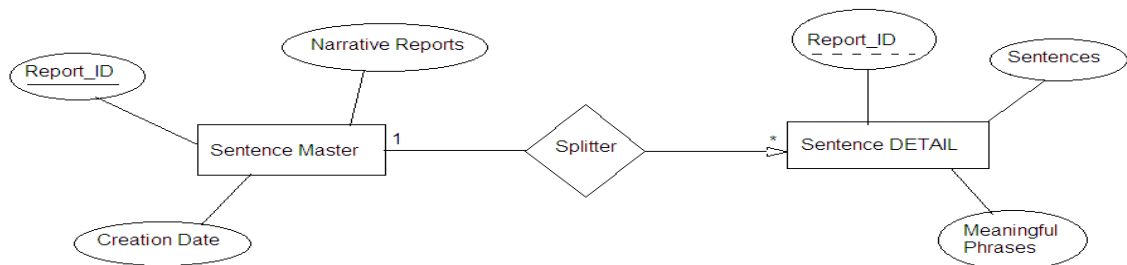 Narrative Reports
Report_ID
Sentence Master
1
Creation Date
Splitter
*
Report_ID
Sentences
Sentence DETAIL
Meaningful
Phrases